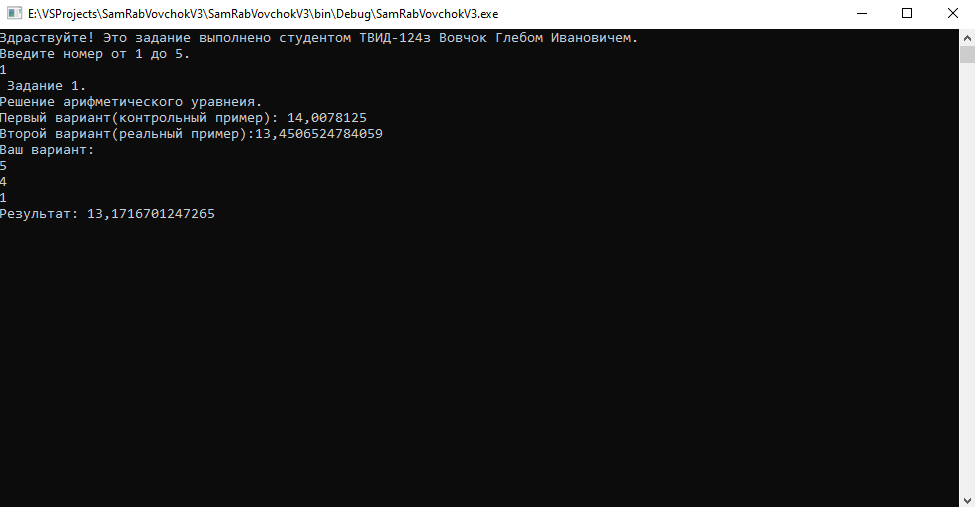 E:\VSProjects\SamRabVovchokV3\SamRabVovchokV3\bin\Debug\SamRabVovchokV3.exe
Здраствуйте! Это задание выполнено студентом ТВИД-124з Вовчок Глебом Ивановичем.
Введите номер от 1 до 5.
1
Задание 1.
Решение арифметического уравнеия.
Первый вариант(контрольный пример): 14,0078125
Второй вариант(реальный пример):13,4506524784059
Ваш вариант:
5
4
1
Результат: 13,1716701247265